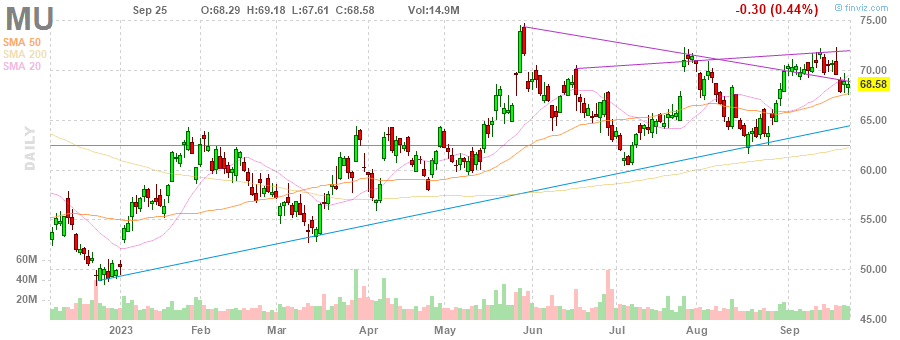 MU
Sep 25 O:68.29 H:69.18 L:67.61 C:68.58 Vol:14.9M -0.30 (0.44%)
finviz.com
SMA 50
SMA 200
SMA 20
DAILY
75.00
70.00
68.58
65.00
60.00
55.00
50.00
45.00
60M
40M
20M
2023 Feb Mar Apr May Jun Jul Aug Sep